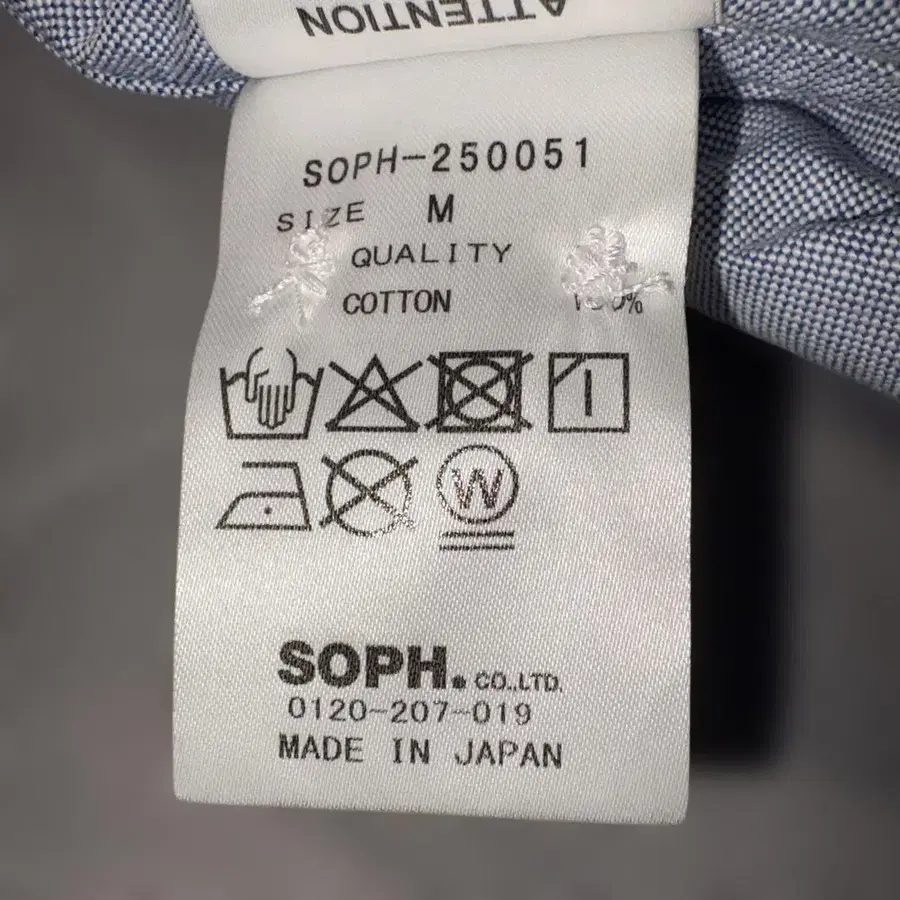 ATTENTION
SOPH-250051
SIZE M
QUALITY
COTTON
W
SOPH. CO.,LTD.
0120-207-019
MADE IN JAPAN